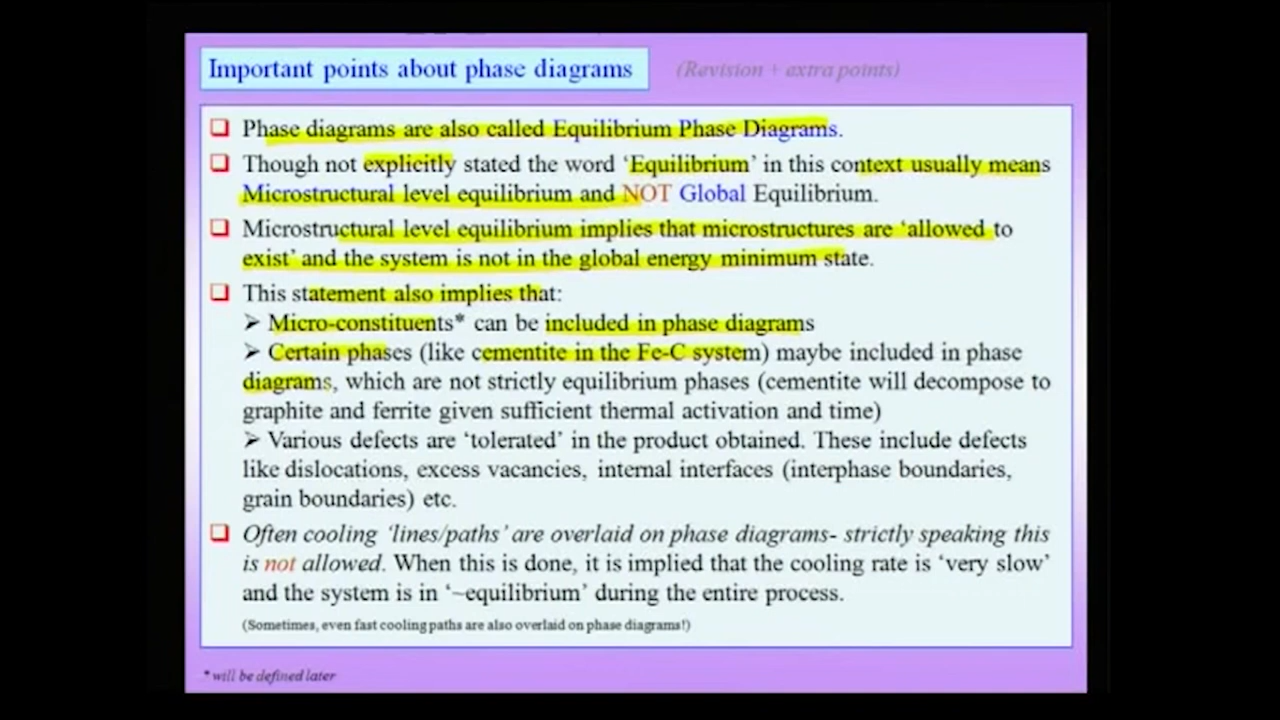 Important points about phase diagrams (Revision + extra points)
❑ Phase diagrams are also called Equilibrium Phase Diagrams.
❑ Though not explicitly stated the word ‘Equilibrium’ in this context usually means
Microstructural level equilibrium and NOT Global Equilibrium.
❑ Microstructural level equilibrium implies that microstructures are ‘allowed to
exist’ and the system is not in the global energy minimum state.
❑ This statement also implies that:
➢ Micro-constituents* can be included in phase diagrams
➢ Certain phases (like cementite in the Fe-C system) maybe included in phase
diagrams, which are not strictly equilibrium phases (cementite will decompose to
graphite and ferrite given sufficient thermal activation and time)
➢ Various defects are ‘tolerated’ in the product obtained. These include defects
like dislocations, excess vacancies, internal interfaces (interphase boundaries,
grain boundaries) etc.
❑ Often cooling ‘lines/paths’ are overlaid on phase diagrams- strictly speaking this
is not allowed. When this is done, it is implied that the cooling rate is ‘very slow’
and the system is in ‘~equilibrium’ during the entire process.
(Sometimes, even fast cooling paths are also overlaid on phase diagrams!)
* will be defined later